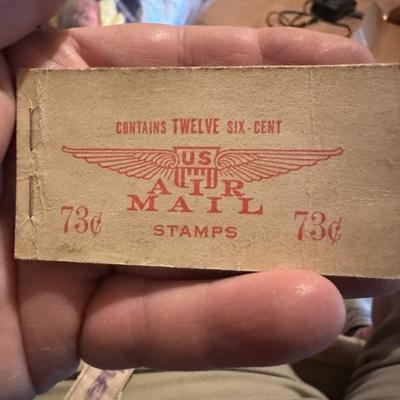 CONTAINS TWELVE SIX-CENT
US
AIR
MAIL
73¢ STAMPS 73¢